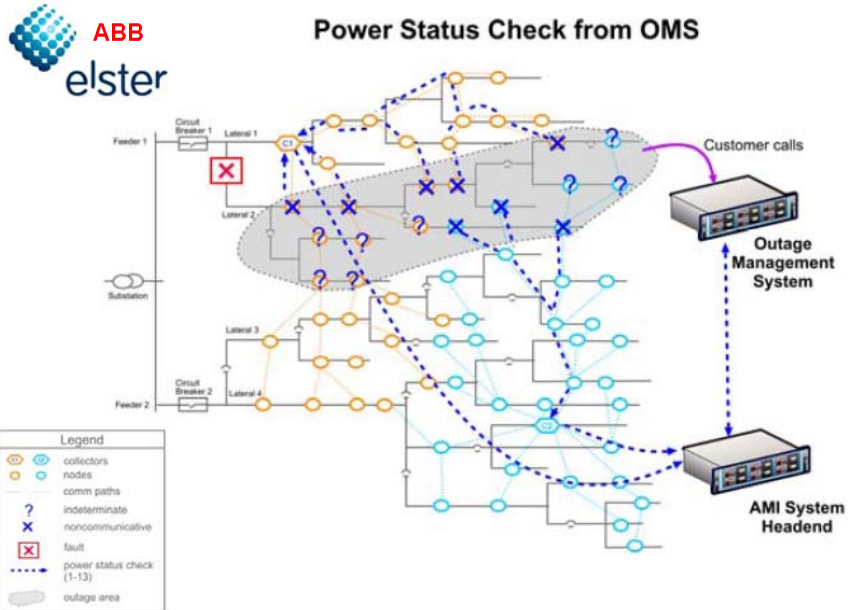 ABB
elster
Power Status Check from OMS
Circuit
Breaker 1
Lateral 1
Feeder 1
C1
Customer calls
Lateral 2
Outage
Management
System
Substation
Lateral 3
Circuit
Breaker 2
Lateral 4
Feeder 2
C2
AMI System
Headend
Legend
C1
C2
collectors
nodes
comm paths
? indeterminate
noncommunicative
fault
power status check
(1-13)
outage area
?
?
?
?
?
?
?
?